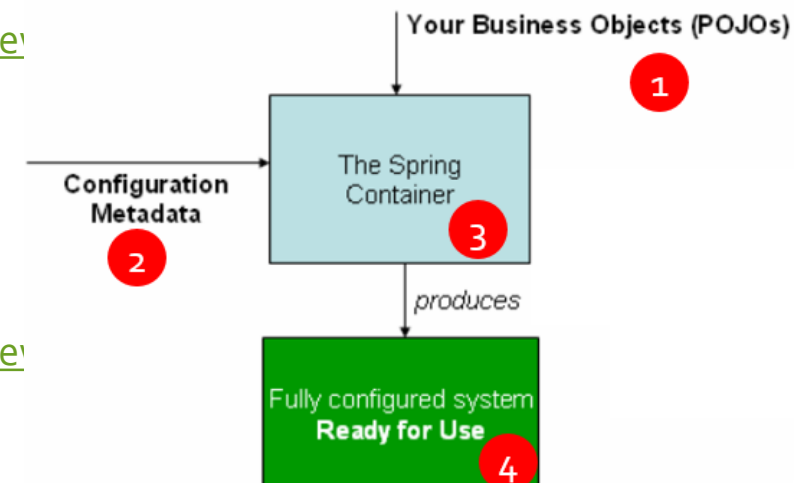 Your Business Objects (POJOs)
1
The Spring
Container
3
Configuration
Metadata
2
produces
Fully configured system
Ready for Use
4